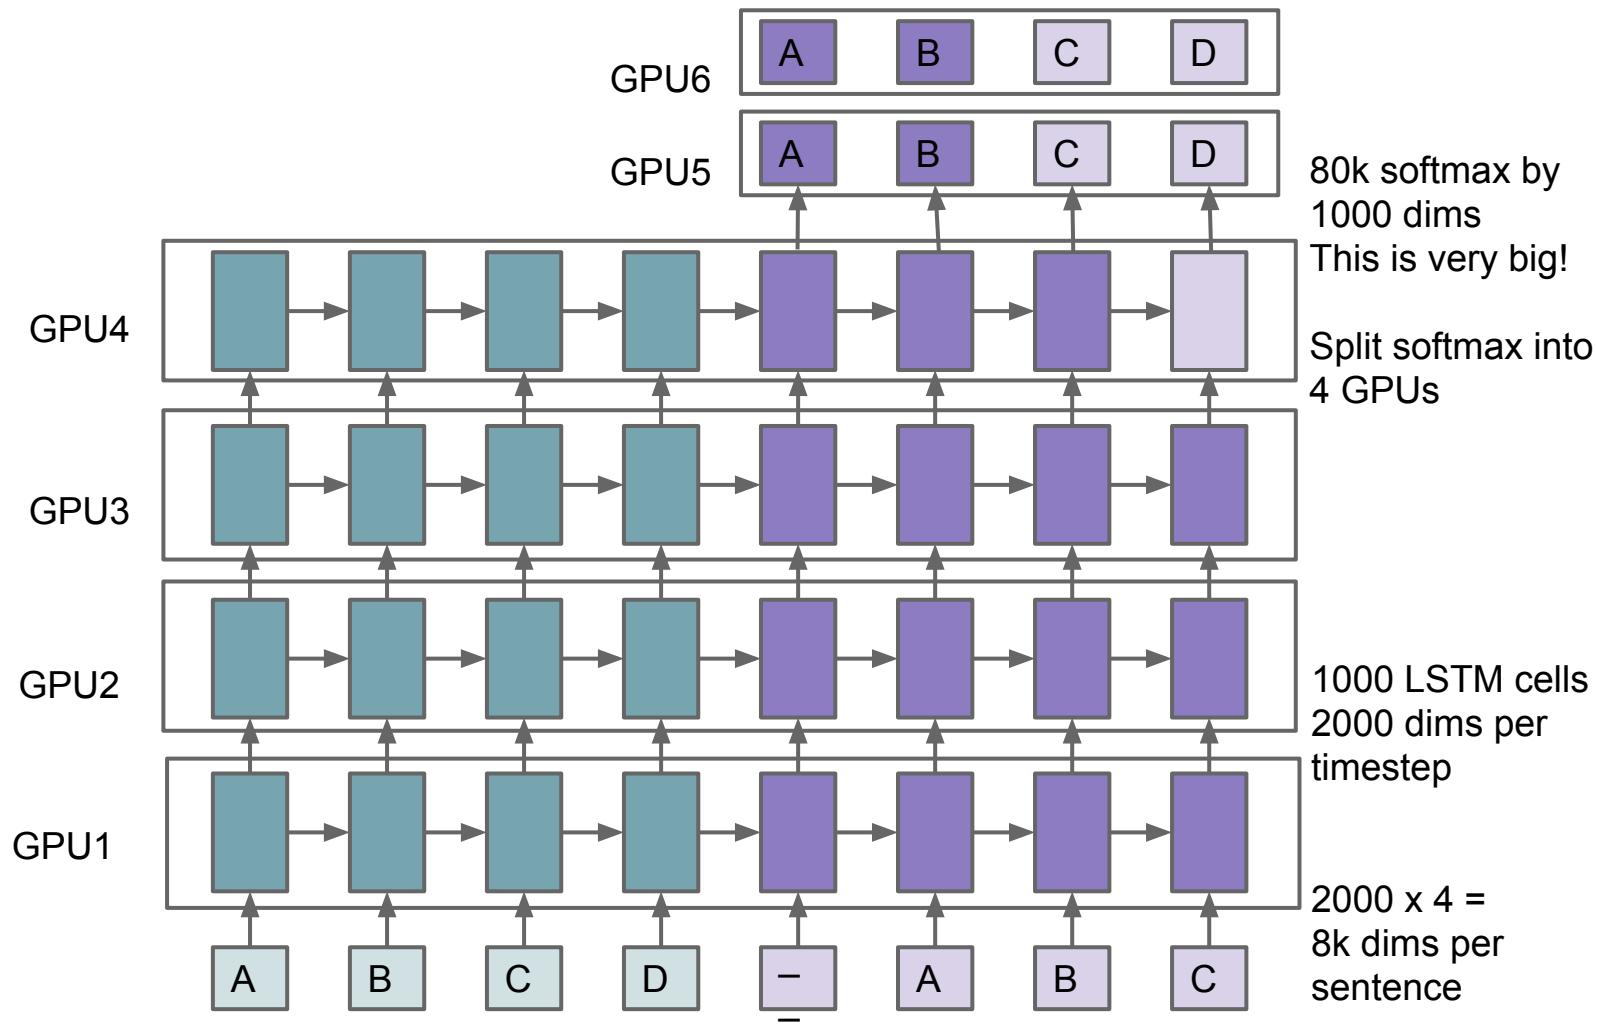 A B C D
GPU6
A B C D
GPU5
80k softmax by
1000 dims
This is very big!
GPU4
Split softmax into
4 GPUs
GPU3
GPU2
1000 LSTM cells
2000 dims per
timestep
GPU1
2000 x 4 =
8k dims per
sentence
A B C D _ A B C
_